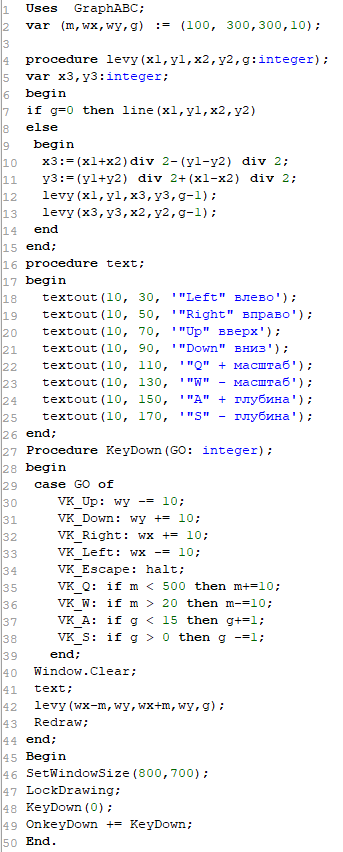 1 Uses GraphABC;
2 var (m,wx,wy,g) := (100, 300,300,10);
3
4 procedure levy(x1,y1,x2,y2,g:integer);
5 var x3,y3:integer;
6 begin
7 if g=0 then line(x1,y1,x2,y2)
8 else
9 begin
10 x3:=(x1+x2)div 2-(y1-y2) div 2;
11 y3:=(y1+y2) div 2+(x1-x2) div 2;
12 levy(x1,y1,x3,y3,g-1);
13 levy(x3,y3,x2,y2,g-1);
14 end
15 end;
16 procedure text;
17 begin
18 textout(10, 30, '"Left" влево');
19 textout(10, 50, '"Right" вправо');
20 textout(10, 70, '"Up" вверх');
21 textout(10, 90, '"Down" вниз');
22 textout(10, 110, '"Q" + масштаб');
23 textout(10, 130, '"W" - масштаб');
24 textout(10, 150, '"A" + глубина');
25 textout(10, 170, '"S" - глубина');
26 end;
27 Procedure KeyDown(GO: integer);
28 begin
29 case GO of
30 VK_Up: wy -= 10;
31 VK_Down: wy += 10;
32 VK_Right: wx += 10;
33 VK_Left: wx -= 10;
34 VK_Escape: halt;
35 VK_Q: if m < 500 then m+=10;
36 VK_W: if m > 20 then m-=10;
37 VK_A: if g < 15 then g+=1;
38 VK_S: if g > 0 then g -=1;
39 end;
40 Window.Clear;
41 text;
42 levy(wx-m,wy,wx+m,wy,g);
43 Redraw;
44 end;
45 Begin
46 SetWindowSize(800,700);
47 LockDrawing;
48 KeyDown(0);
49 OnkeyDown += KeyDown;
50 End.